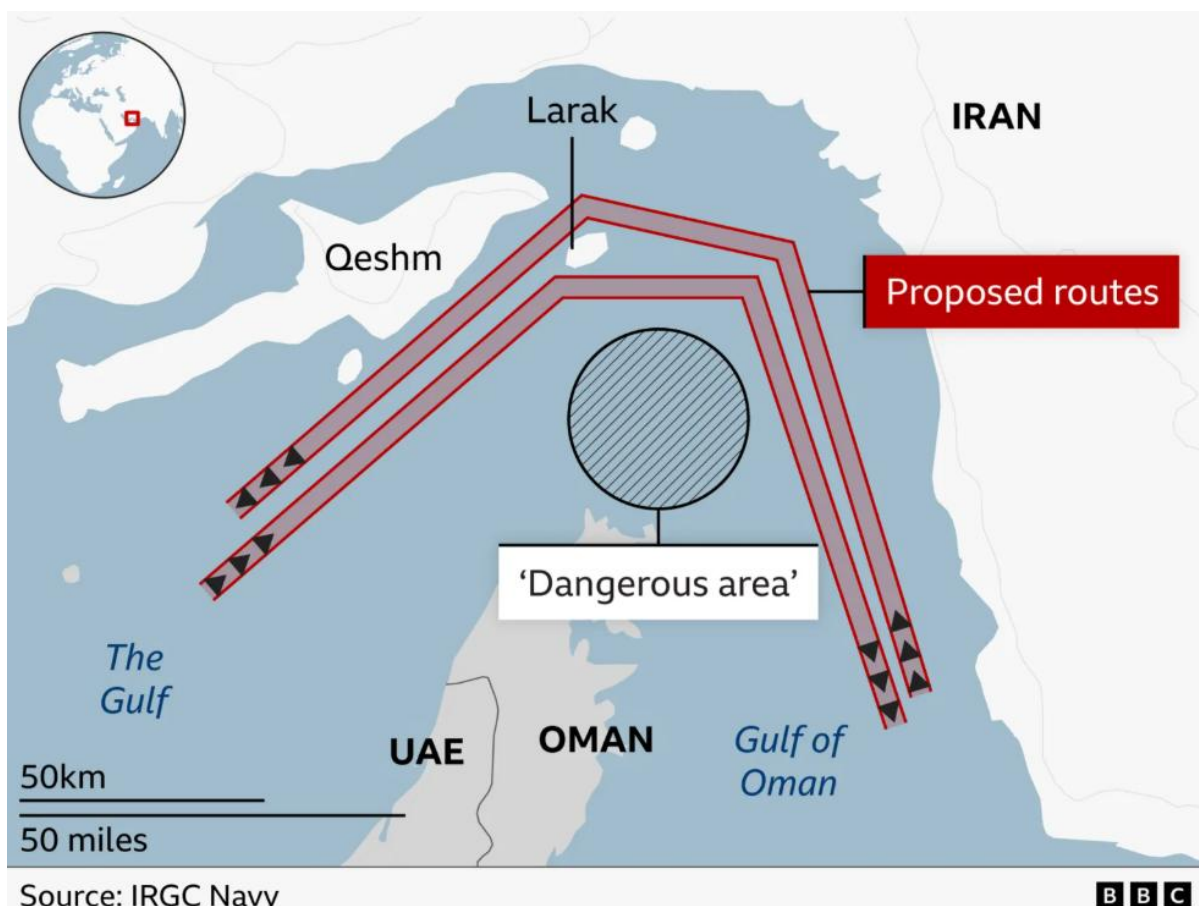 Larak
IRAN
Qeshm
Proposed routes
‘Dangerous area’
The
Gulf
UAE
OMAN
Gulf of
Oman
50km
50 miles
Source: IRGC Navy
BBC